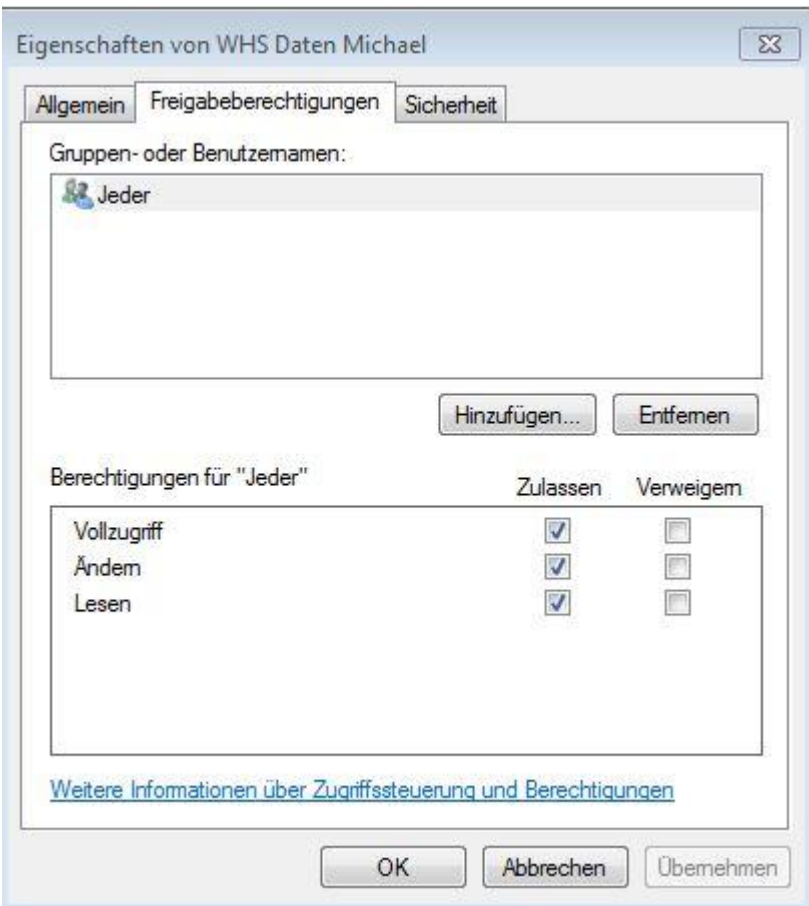 Eigenschaften von WHS Daten Michael
Allgemein Freigabeberechtigungen Sicherheit
Gruppen- oder Benutzernamen:
Jeder
Hinzufügen... Entfernen
Berechtigungen für "Jeder" Zulassen Verweigern
Vollzugriff
Ändern
Lesen
Weitere Informationen über Zugriffssteuerung und Berechtigungen
OK Abbrechen Übernehmen